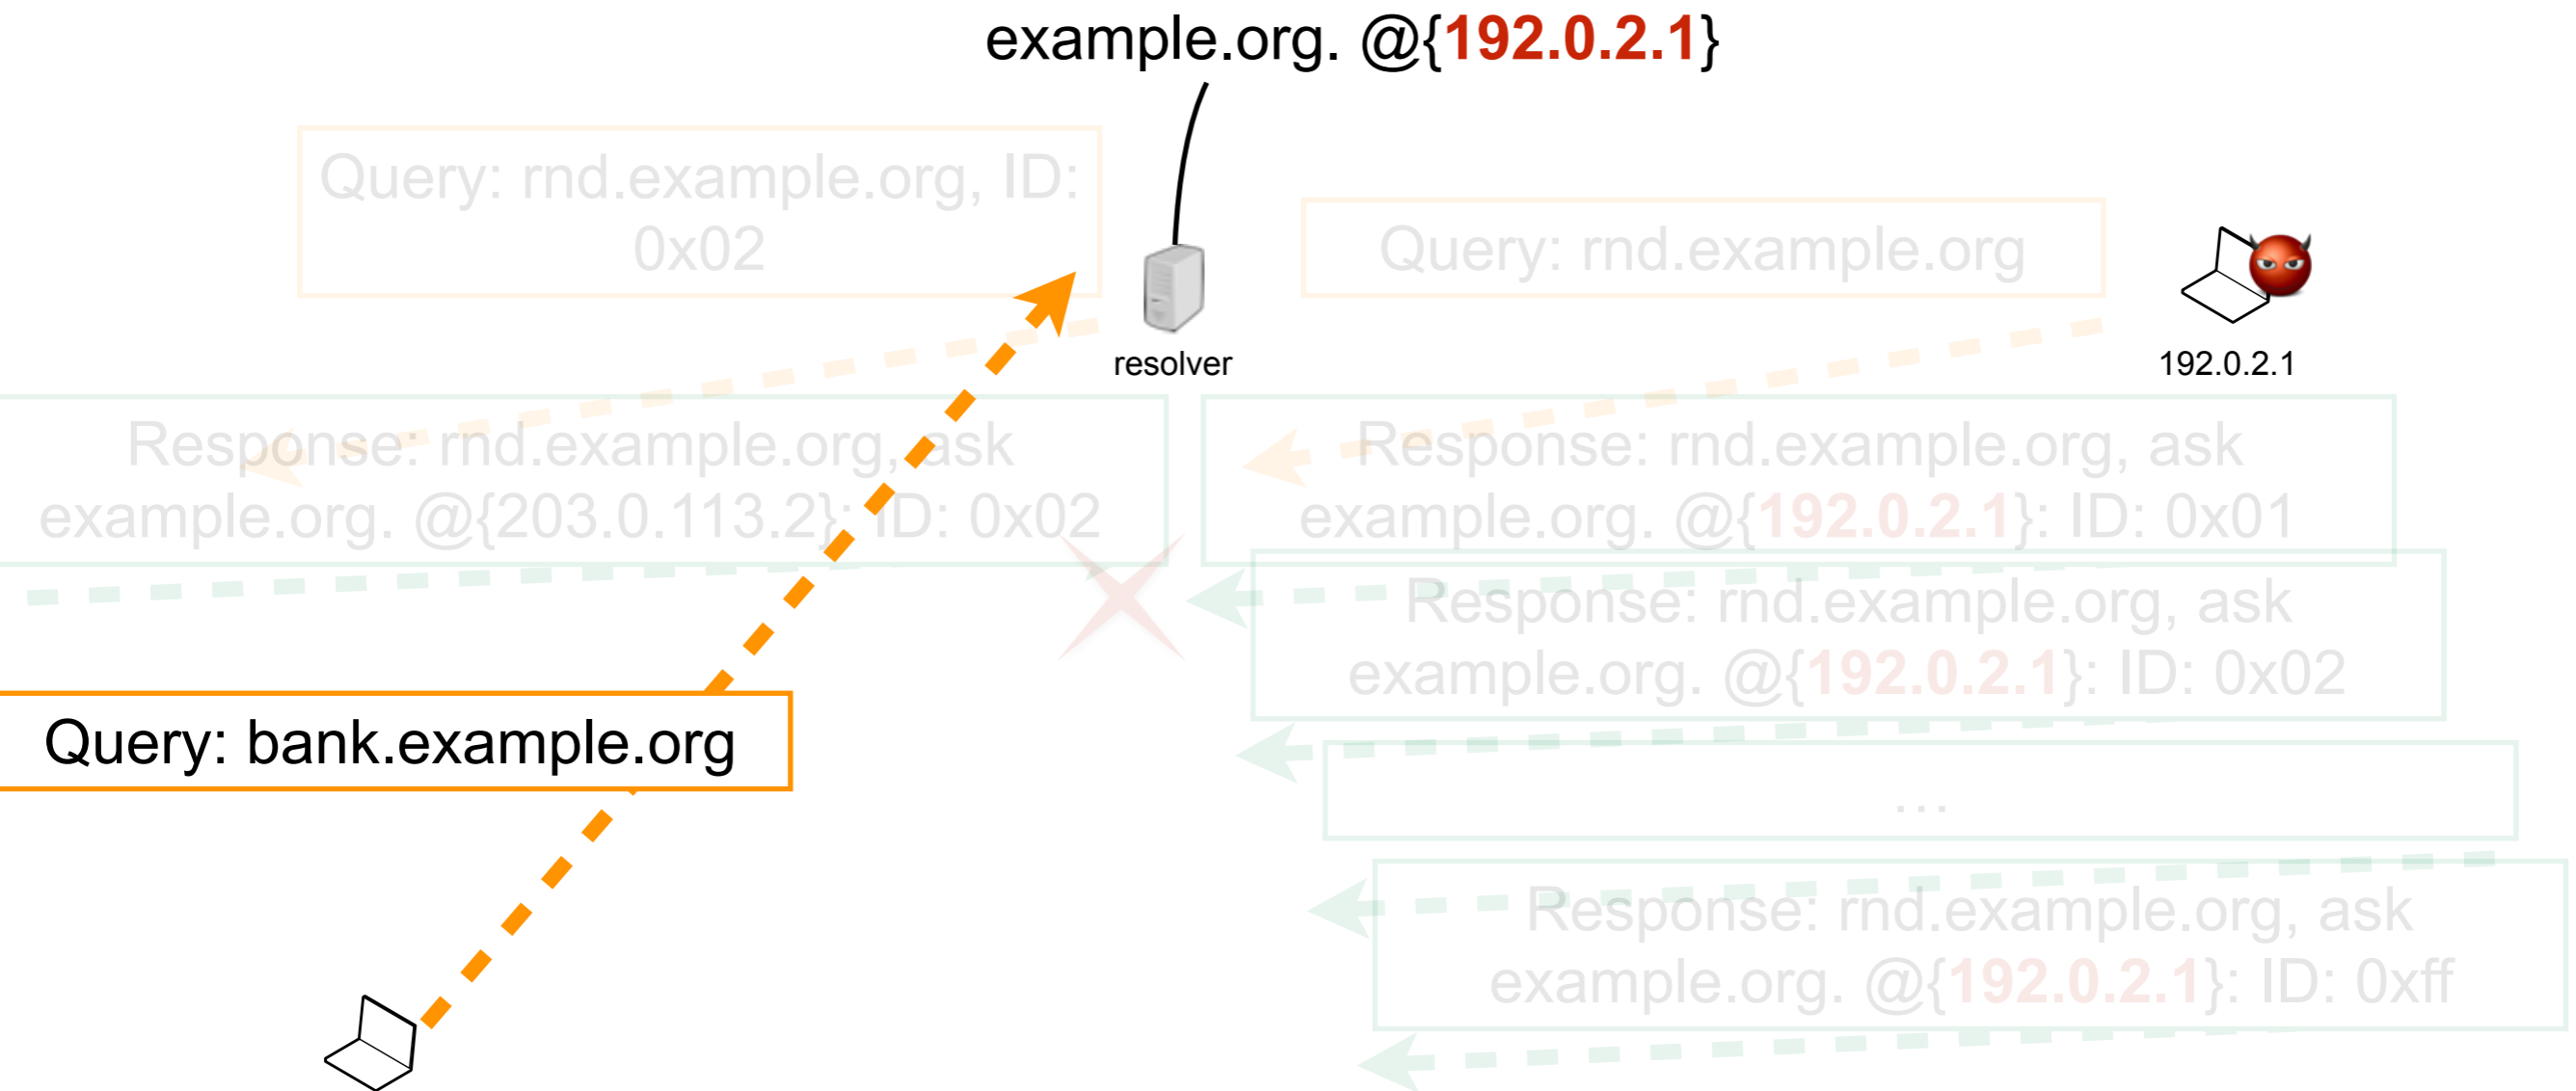 example.org. @{192.0.2.1}
Query: rnd.example.org, ID:
0x02
Query: rnd.example.org
resolver
192.0.2.1
Response: rnd.example.org, ask
example.org. @{203.0.113.2}: ID: 0x02
Response: rnd.example.org, ask
example.org. @{192.0.2.1}: ID: 0x01
Response: rnd.example.org, ask
example.org. @{192.0.2.1}: ID: 0x02
Query: bank.example.org
...
Response: rnd.example.org, ask
example.org. @{192.0.2.1}: ID: 0xff